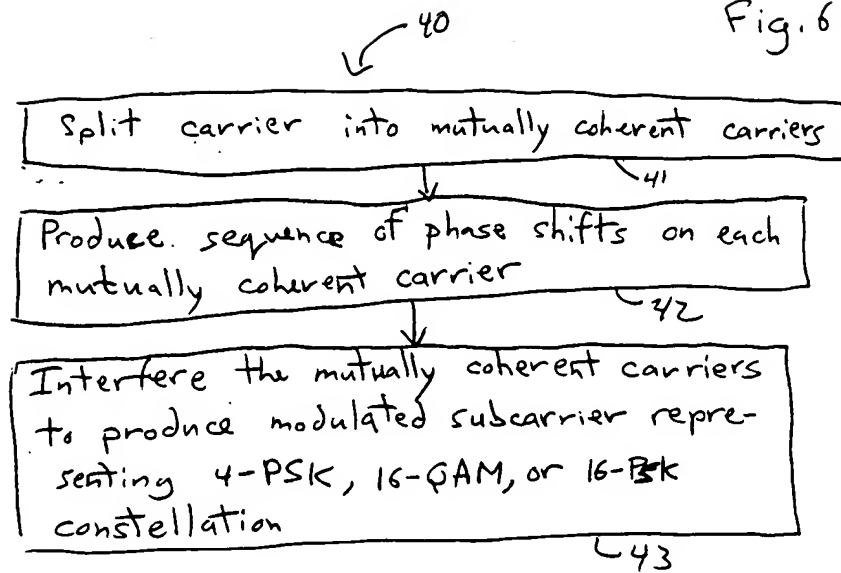 Fig. 6
40
Split carrier into mutually coherent carriers
41
Produce sequence of phase shifts on each
mutually coherent carrier
42
Interfere the mutually coherent carriers
to produce modulated subcarrier repre-
senting 4-PSK, 16-QAM, or 16-PSK
constellation
43